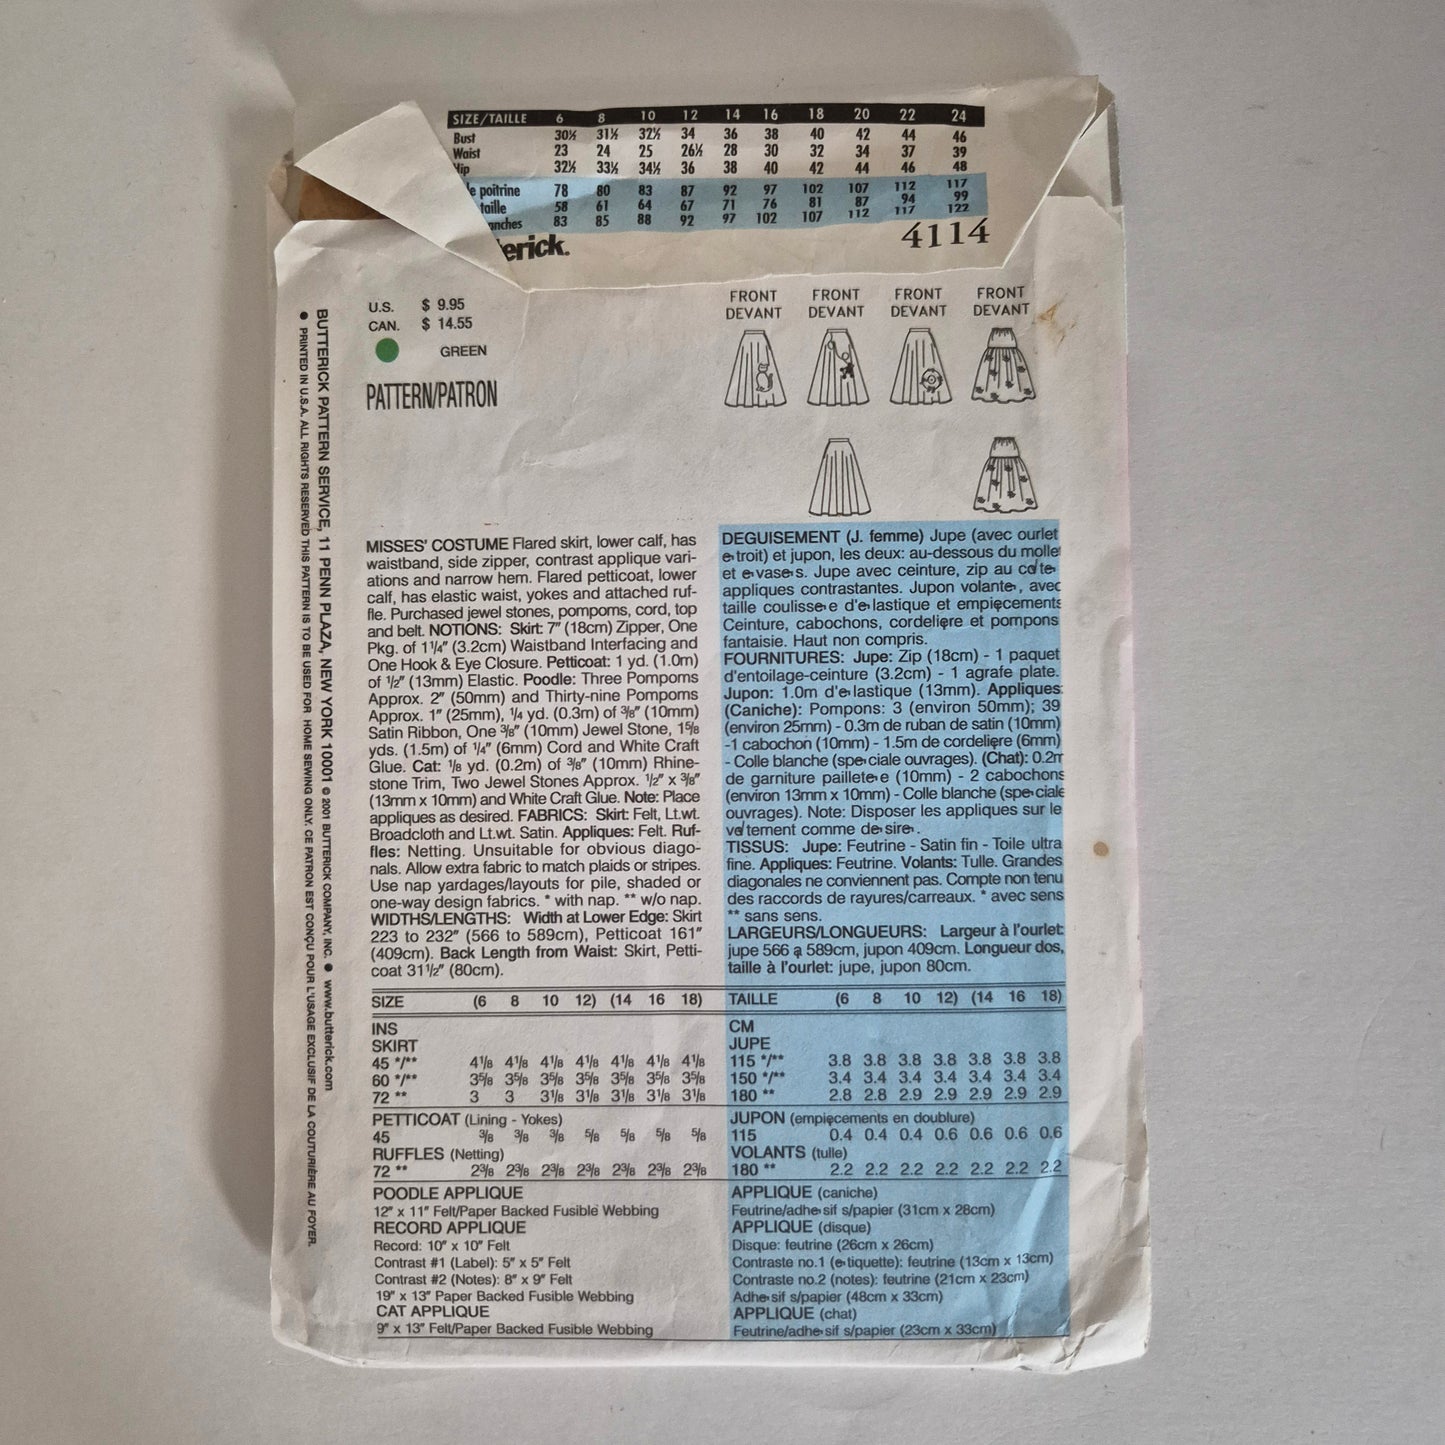 SIZE/TAILLE 6 8 10 12 14 16 18 20 22 24
Bust 30½ 31½ 32½ 34 36 38 40 42 44 46
Waist 23 24 25 26½ 28 30 32 34 37 39
ip 32½ 33½ 34½ 36 38 40 42 44 46 48
e poitrine 78 80 83 87 92 97 102 107 112 117
taille 58 61 64 67 71 76 81 87 94 99
anches 83 85 88 92 97 102 107 112 117 122
erick. 4114
U.S. $ 9.95
CAN. $ 14.55
GREEN
PATTERN/PATRON
FRONT FRONT FRONT FRONT
DEVANT DEVANT DEVANT DEVANT
BUTTERICK PATTERN SERVICE, 11 PENN PLAZA, NEW YORK 10001 © 2001 BUTTERICK COMPANY, INC. ● www.butterick.com
● PRINTED IN U.S.A. ALL RIGHTS RESERVED THIS PATTERN IS TO BE USED FOR HOME SEWING ONLY. CE PATRON EST CONÇU POUR L'USAGE EXCLUSIF DE LA COUTURIÈRE AU FOYER.
MISSES' COSTUME Flared skirt, lower calf, has
waistband, side zipper, contrast applique vari-
ations and narrow hem. Flared petticoat, lower
calf, has elastic waist, yokes and attached ruf-
fle. Purchased jewel stones, pompoms, cord, top
and belt. NOTIONS: Skirt: 7" (18cm) Zipper, One
Pkg. of 1¼" (3.2cm) Waistband Interfacing and
One Hook & Eye Closure. Petticoat: 1 yd. (1.0m)
of ½" (13mm) Elastic. Poodle: Three Pompoms
Approx. 2" (50mm) and Thirty-nine Pompoms
Approx. 1" (25mm), ¼ yd. (0.3m) of ⅜" (10mm)
Satin Ribbon, One ⅜" (10mm) Jewel Stone, 1⅝
yds. (1.5m) of ¼" (6mm) Cord and White Craft
Glue. Cat: ⅛ yd. (0.2m) of ⅜" (10mm) Rhine-
stone Trim, Two Jewel Stones Approx. ½" x ⅜"
(13mm x 10mm) and White Craft Glue. Note: Place
appliques as desired. FABRICS: Skirt: Felt, Lt.wt.
Broadcloth and Lt.wt. Satin. Appliques: Felt. Ruf-
fles: Netting. Unsuitable for obvious diago-
nals. Allow extra fabric to match plaids or stripes.
Use nap yardages/layouts for pile, shaded or
one-way design fabrics. * with nap. ** w/o nap.
WIDTHS/LENGTHS: Width at Lower Edge: Skirt
223 to 232" (566 to 589cm), Petticoat 161"
(409cm). Back Length from Waist: Skirt, Petti-
coat 31½" (80cm).
SIZE (6 8 10 12) (14 16 18)
INS
SKIRT
45 */** 4⅛ 4⅛ 4⅛ 4⅛ 4⅛ 4⅛ 4⅛
60 */** 3⅝ 3⅝ 3⅝ 3⅝ 3⅝ 3⅝ 3⅝
72 ** 3 3 3⅛ 3⅛ 3⅛ 3⅛ 3⅛
PETTICOAT (Lining - Yokes)
45 ⅜ ⅜ ⅜ ⅝ ⅝ ⅝ ⅝
RUFFLES (Netting)
72 ** 2⅜ 2⅜ 2⅜ 2⅜ 2⅜ 2⅜ 2⅜
POODLE APPLIQUE
12" x 11" Felt/Paper Backed Fusible Webbing
RECORD APPLIQUE
Record: 10" x 10" Felt
Contrast #1 (Label): 5" x 5" Felt
Contrast #2 (Notes): 8" x 9" Felt
19" x 13" Paper Backed Fusible Webbing
CAT APPLIQUE
9" x 13" Felt/Paper Backed Fusible Webbing
DEGUISEMENT (J. femme) Jupe (avec ourlet
e troit) et jupon, les deux: au-dessous du mollet
et e vase s. Jupe avec ceinture, zip au co/te
appliques contrastantes. Jupon volante , avec
taille coulisse e d'e lastique et empięcements
Ceinture, cabochons, cordelięre et pompons
fantaisie. Haut non compris.
FOURNITURES: Jupe: Zip (18cm) - 1 paquet
d'entoilage-ceinture (3.2cm) - 1 agrafe plate.
Jupon: 1.0m d'e lastique (13mm). Appliques:
(Caniche): Pompons: 3 (environ 50mm); 39
(environ 25mm) - 0.3m de ruban de satin (10mm)
-1 cabochon (10mm) - 1.5m de cordelięre (6mm)
- Colle blanche (spe ciale ouvrages). (Chat): 0.2m
de garniture paillete e (10mm) - 2 cabochons
(environ 13mm x 10mm) - Colle blanche (spe ciale
ouvrages). Note: Disposer les appliques sur le
ve/tement comme de sire .
TISSUS: Jupe: Feutrine - Satin fin - Toile ultra
fine. Appliques: Feutrine. Volants: Tulle. Grandes
diagonales ne conviennent pas. Compte non tenu
des raccords de rayures/carreaux. * avec sens
** sans sens.
LARGEURS/LONGUEURS: Largeur à l'ourlet:
jupe 566 ą 589cm, jupon 409cm. Longueur dos,
taille à l'ourlet: jupe, jupon 80cm.
TAILLE (6 8 10 12) (14 16 18)
CM
JUPE
115 */** 3.8 3.8 3.8 3.8 3.8 3.8 3.8
150 */** 3.4 3.4 3.4 3.4 3.4 3.4 3.4
180 ** 2.8 2.8 2.9 2.9 2.9 2.9 2.9
JUPON (empięcements en doublure)
115 0.4 0.4 0.4 0.6 0.6 0.6 0.6
VOLANTS (tulle)
180 ** 2.2 2.2 2.2 2.2 2.2 2.2 2.2
APPLIQUE (caniche)
Feutrine/adhe sif s/papier (31cm x 28cm)
APPLIQUE (disque)
Disque: feutrine (26cm x 26cm)
Contraste no.1 (e tiquette): feutrine (13cm x 13cm)
Contraste no.2 (notes): feutrine (21cm x 23cm)
Adhe sif s/papier (48cm x 33cm)
APPLIQUE (chat)
Feutrine/adhe sif s/papier (23cm x 33cm)